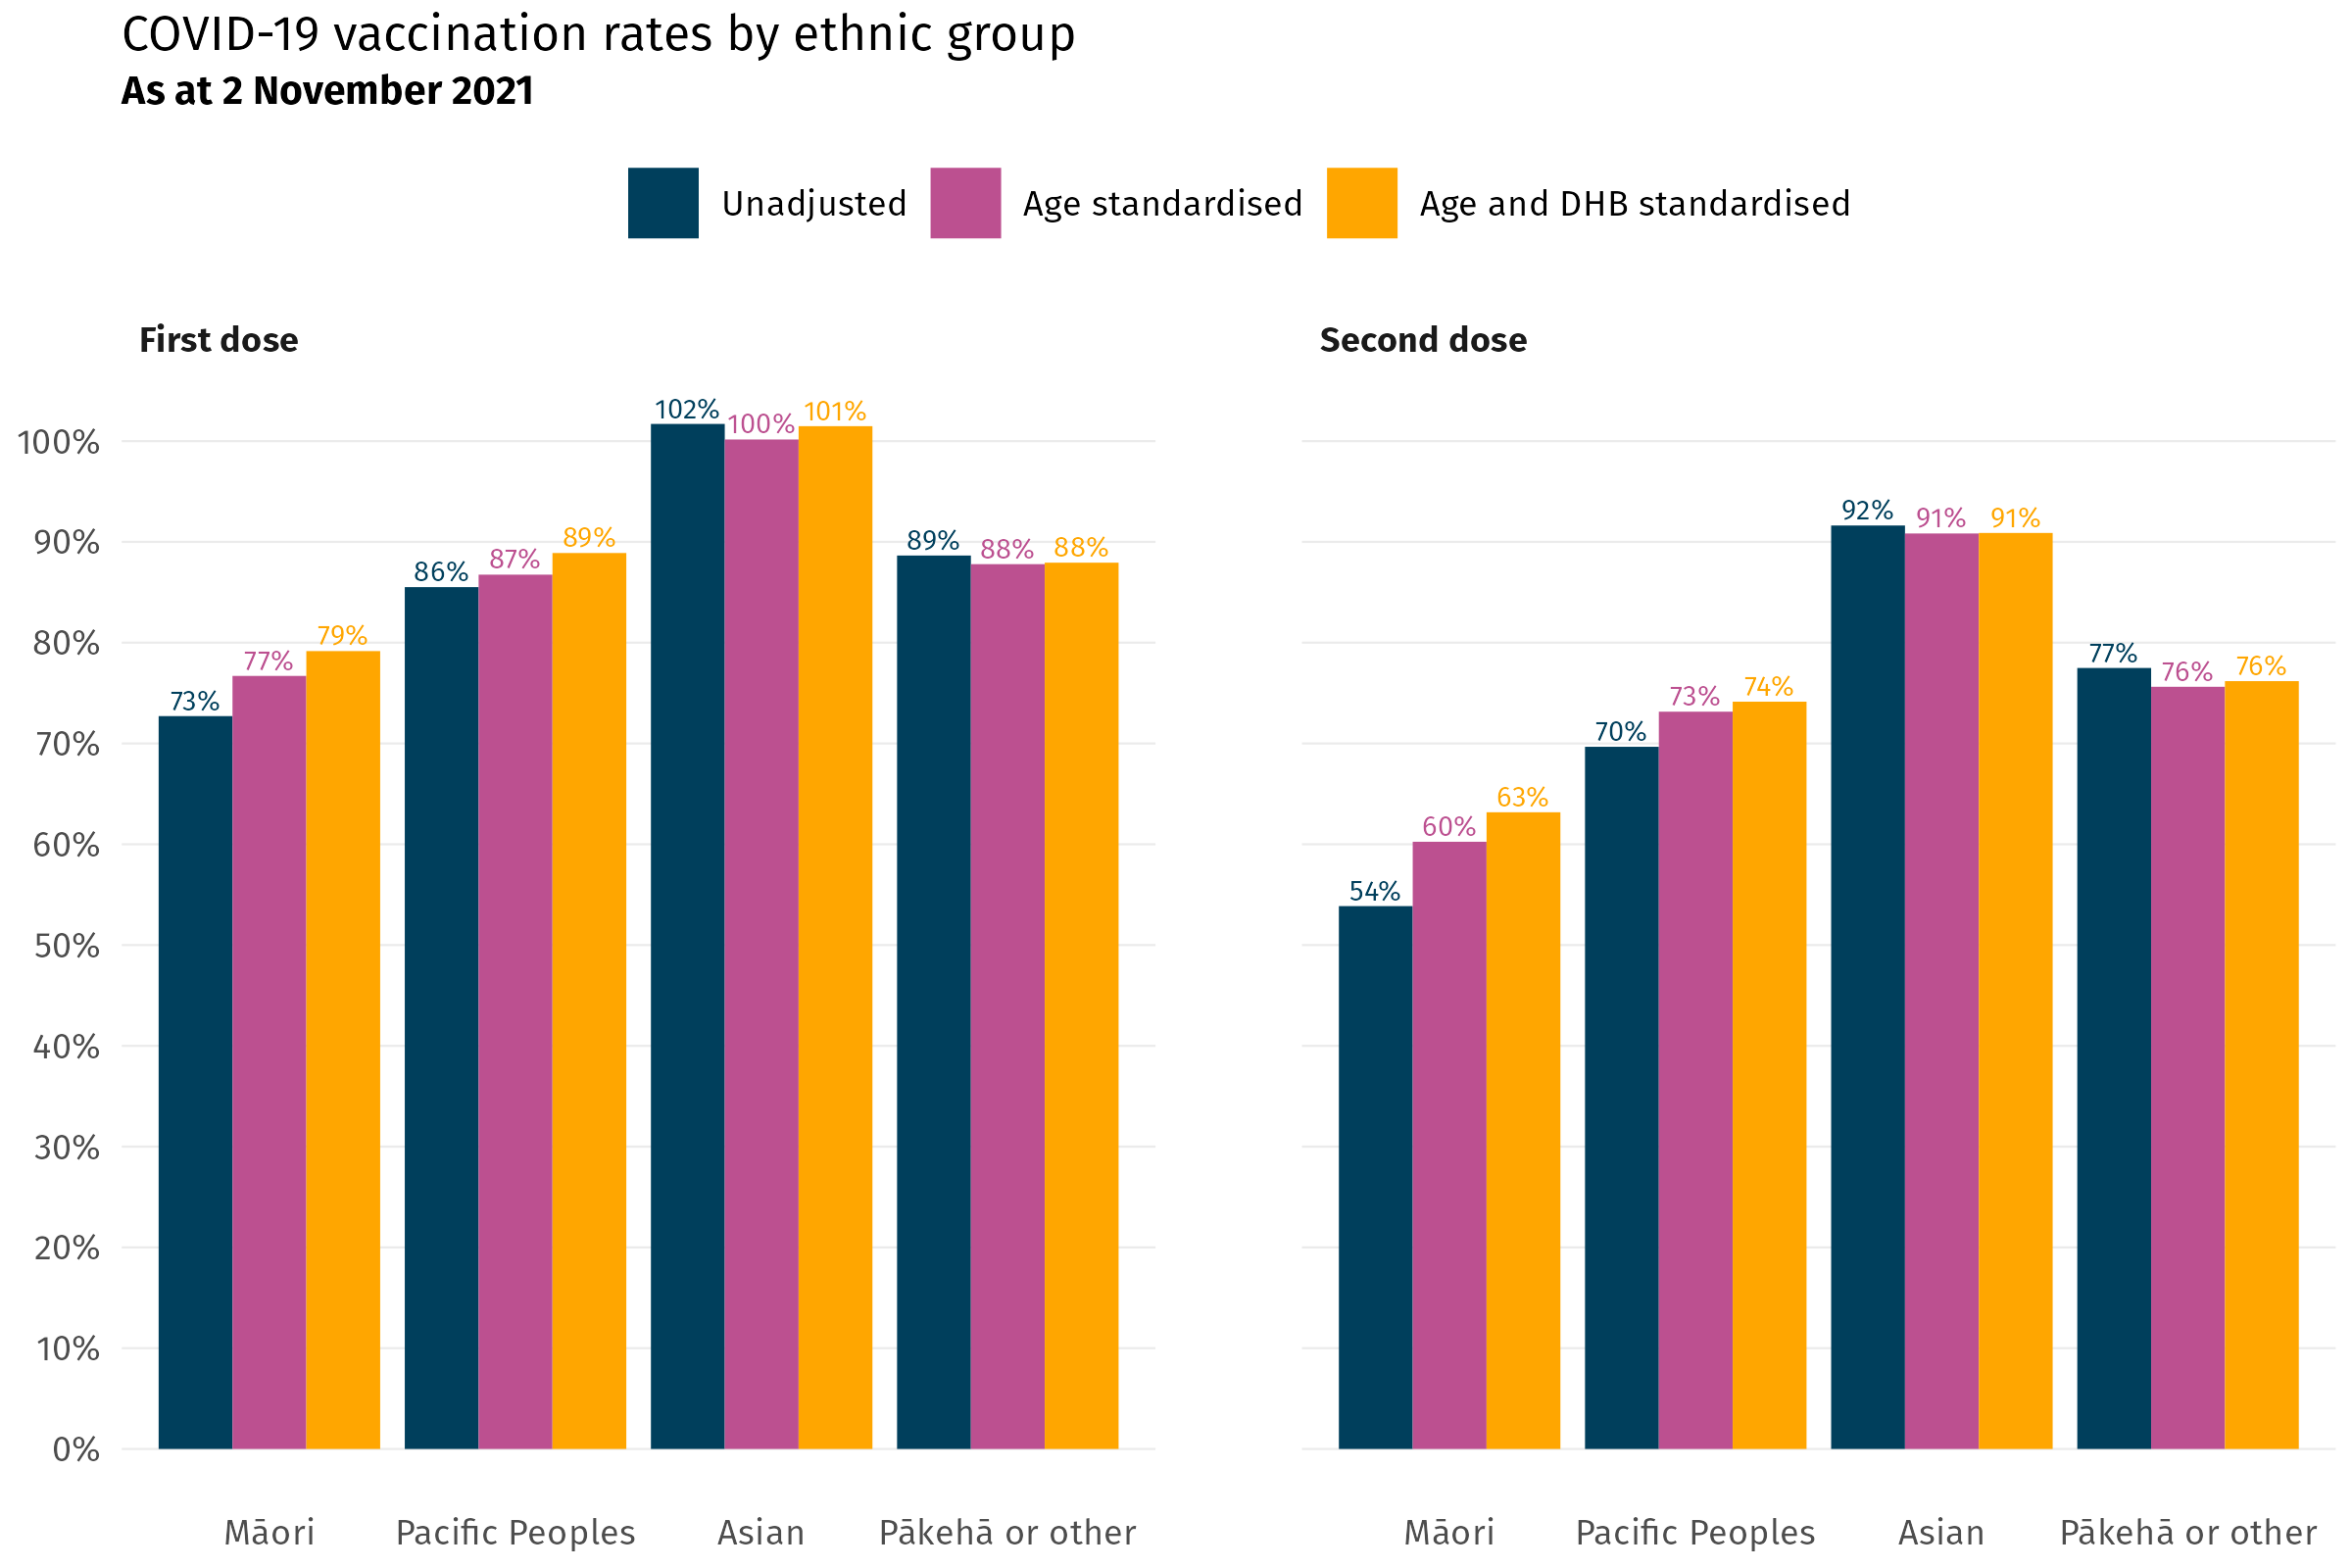 COVID-19 vaccination rates by ethnic group
As at 2 November 2021
Unadjusted Age standardised Age and DHB standardised
First dose
102% 100% 101%
100%
90%
89%
89% 88% 88%
86% 87%
80%
79%
77%
73%
70%
60%
50%
40%
30%
20%
10%
0%
Māori Pacific Peoples Asian Pākehā or other
Second dose
92% 91% 91%
77% 76% 76%
70% 73% 74%
54% 60% 63%
Māori Pacific Peoples Asian Pākehā or other